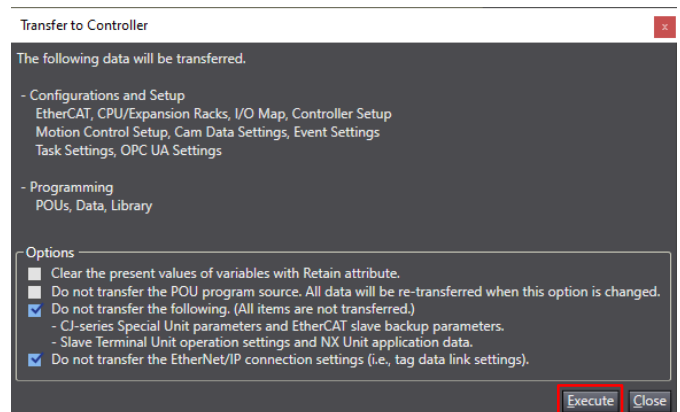 Transfer to Controller
x
The following data will be transferred.
- Configurations and Setup
EtherCAT, CPU/Expansion Racks, I/O Map, Controller Setup
Motion Control Setup, Cam Data Settings, Event Settings
Task Settings, OPC UA Settings
- Programming
POUs, Data, Library
Options
Clear the present values of variables with Retain attribute.
Do not transfer the POU program source. All data will be re-transferred when this option is changed.
Do not transfer the following. (All items are not transferred.)
- CJ-series Special Unit parameters and EtherCAT slave backup parameters.
- Slave Terminal Unit operation settings and NX Unit application data.
Do not transfer the EtherNet/IP connection settings (i.e., tag data link settings).
Execute Close